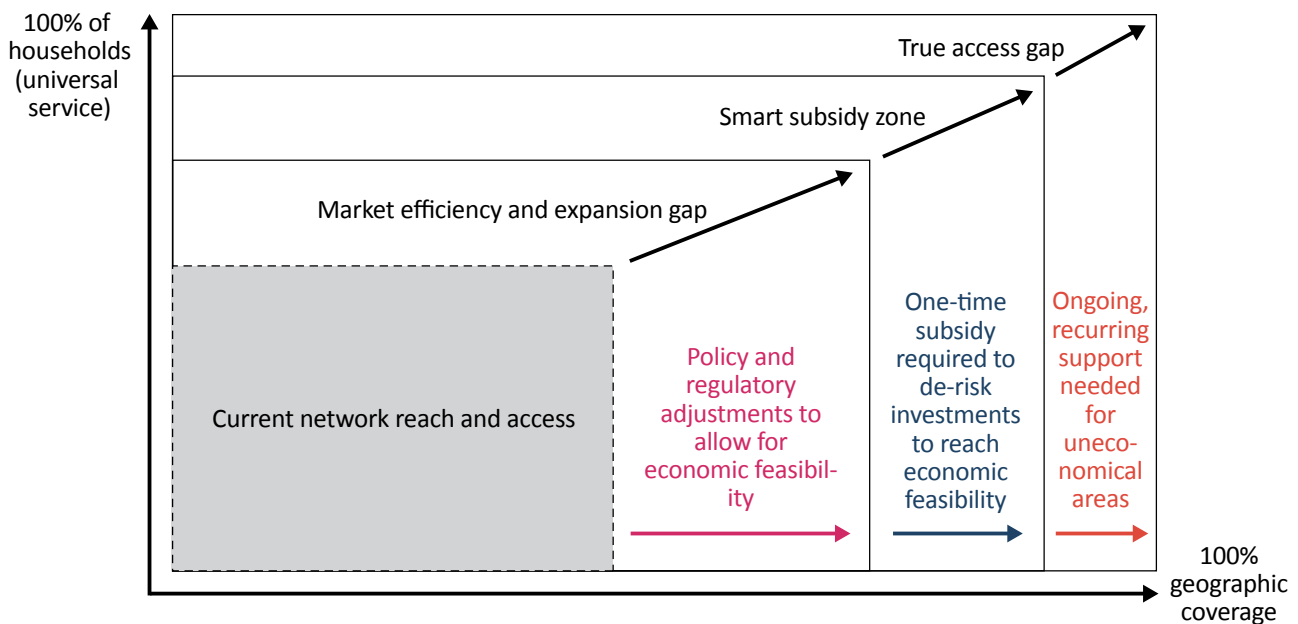 100% of
households
(universal
service)
True access gap
Smart subsidy zone
Market efficiency and expansion gap
Current network reach and access
Policy and
regulatory
adjustments to
allow for
economic feasibil-
ity
One-time
subsidy
required to
de-risk
investments
to reach
economic
feasibility
Ongoing,
recurring
support
needed
for
uneco-
nomical
areas
100%
geographic
coverage